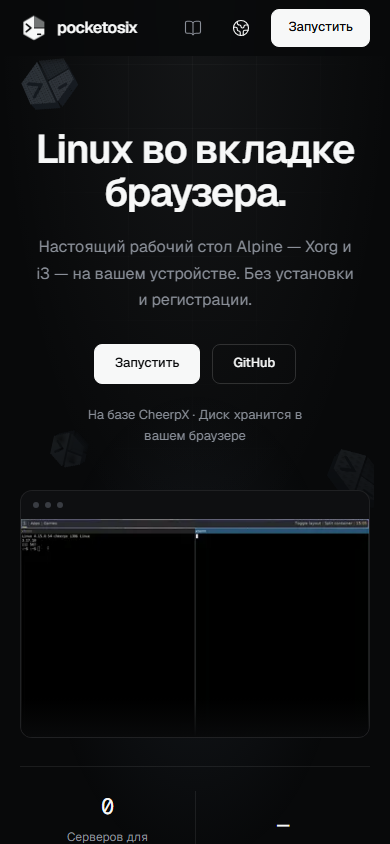 pocketosix
Запустить
Linux во вкладке
браузера.
Настоящий рабочий стол Alpine — Xorg и
i3 — на вашем устройстве. Без установки
и регистрации.
Запустить
GitHub
На базе CheerpX · Диск хранится в
вашем браузере
0
—
Серверов для